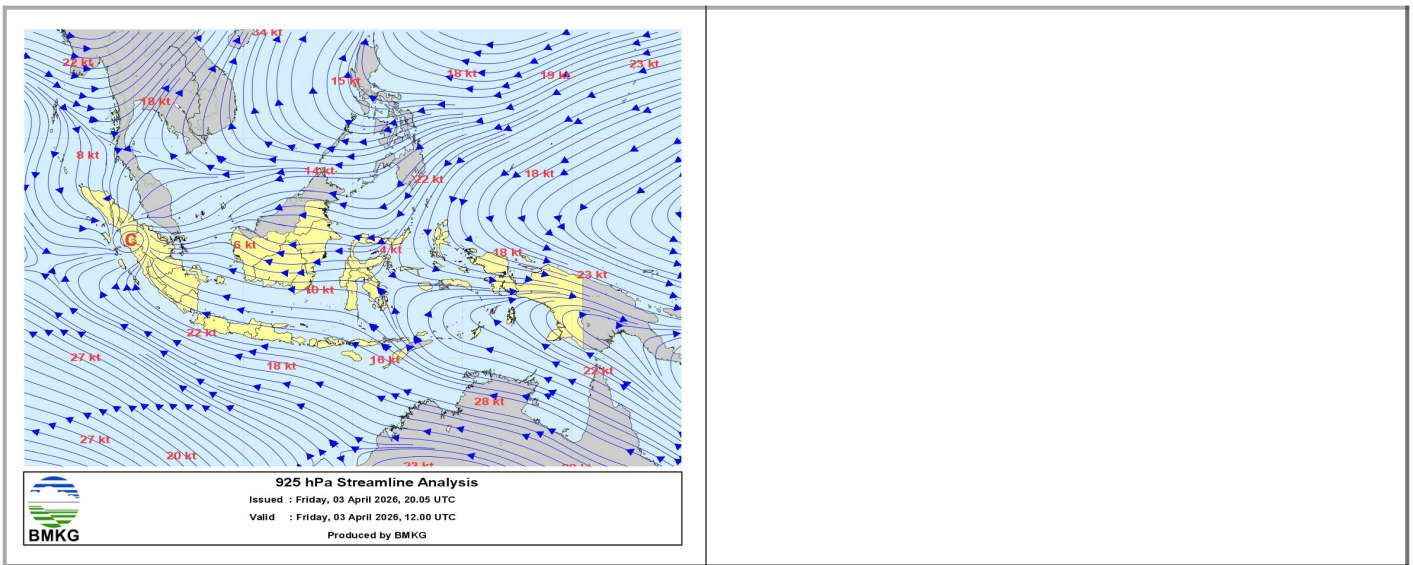 34 kt
22 kt
18 kt
19 kt
23 kt
15 kt
18 kt
8 kt
14 kt
22 kt
18 kt
C
6 kt
4 kt
18 kt
23 kt
10 kt
22 kt
27 kt
18 kt
16 kt
22 kt
28 kt
27 kt
20 kt
23 kt
925 hPa Streamline Analysis
Issued : Friday, 03 April 2026, 20.05 UTC
Valid : Friday, 03 April 2026, 12.00 UTC
Produced by BMKG
BMKG